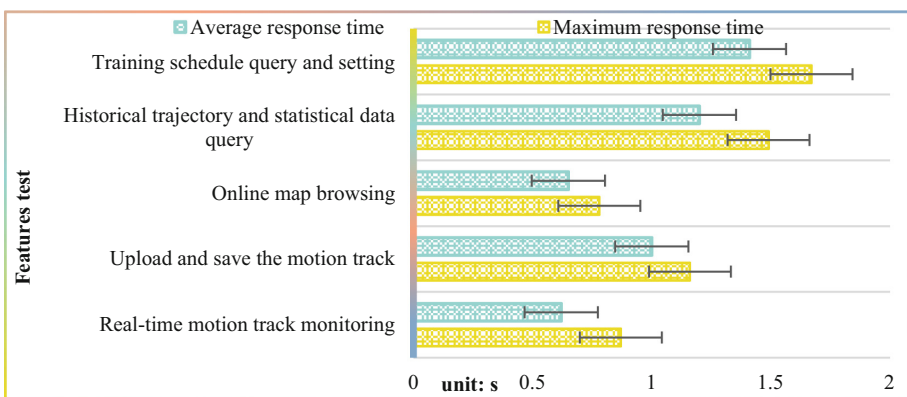 Average response time
Maximum response time
Training schedule query and setting
Historical trajectory and statistical data
query
Online map browsing
Upload and save the motion track
Real-time motion track monitoring
Features test
0
unit: s
0.5
1
1.5
2